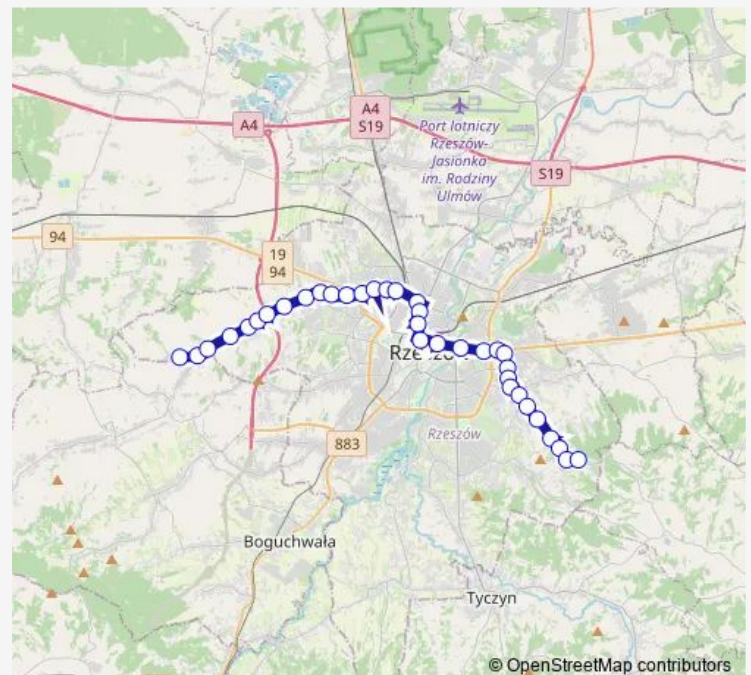 A4
A4
S19
Port lotniczy
Rzeszów-
Jasionka
im. Rodziny
Ulmów
S19
94
19
94
Rzeszów
883
Boguchwała
Tyczyn
© OpenStreetMap contributors